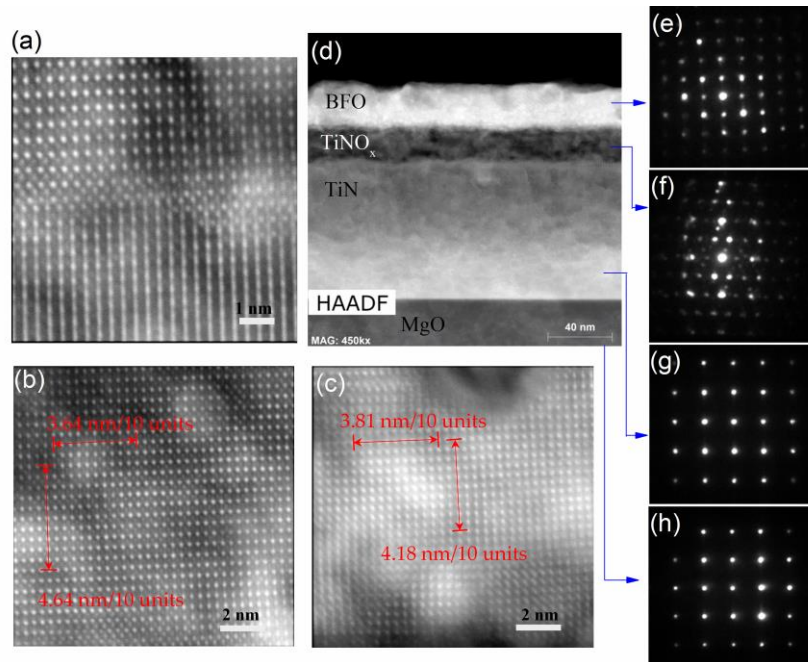 (a)
1 nm
(b)
3.64 nm/10 units
4.64 nm/10 units
2 nm
(c)
3.81 nm/10 units
4.18 nm/10 units
2 nm
(d)
BFO
TiNOx
TiN
HAADF
MgO
MAG: 450kx
40 nm
(e)
(f)
(g)
(h)